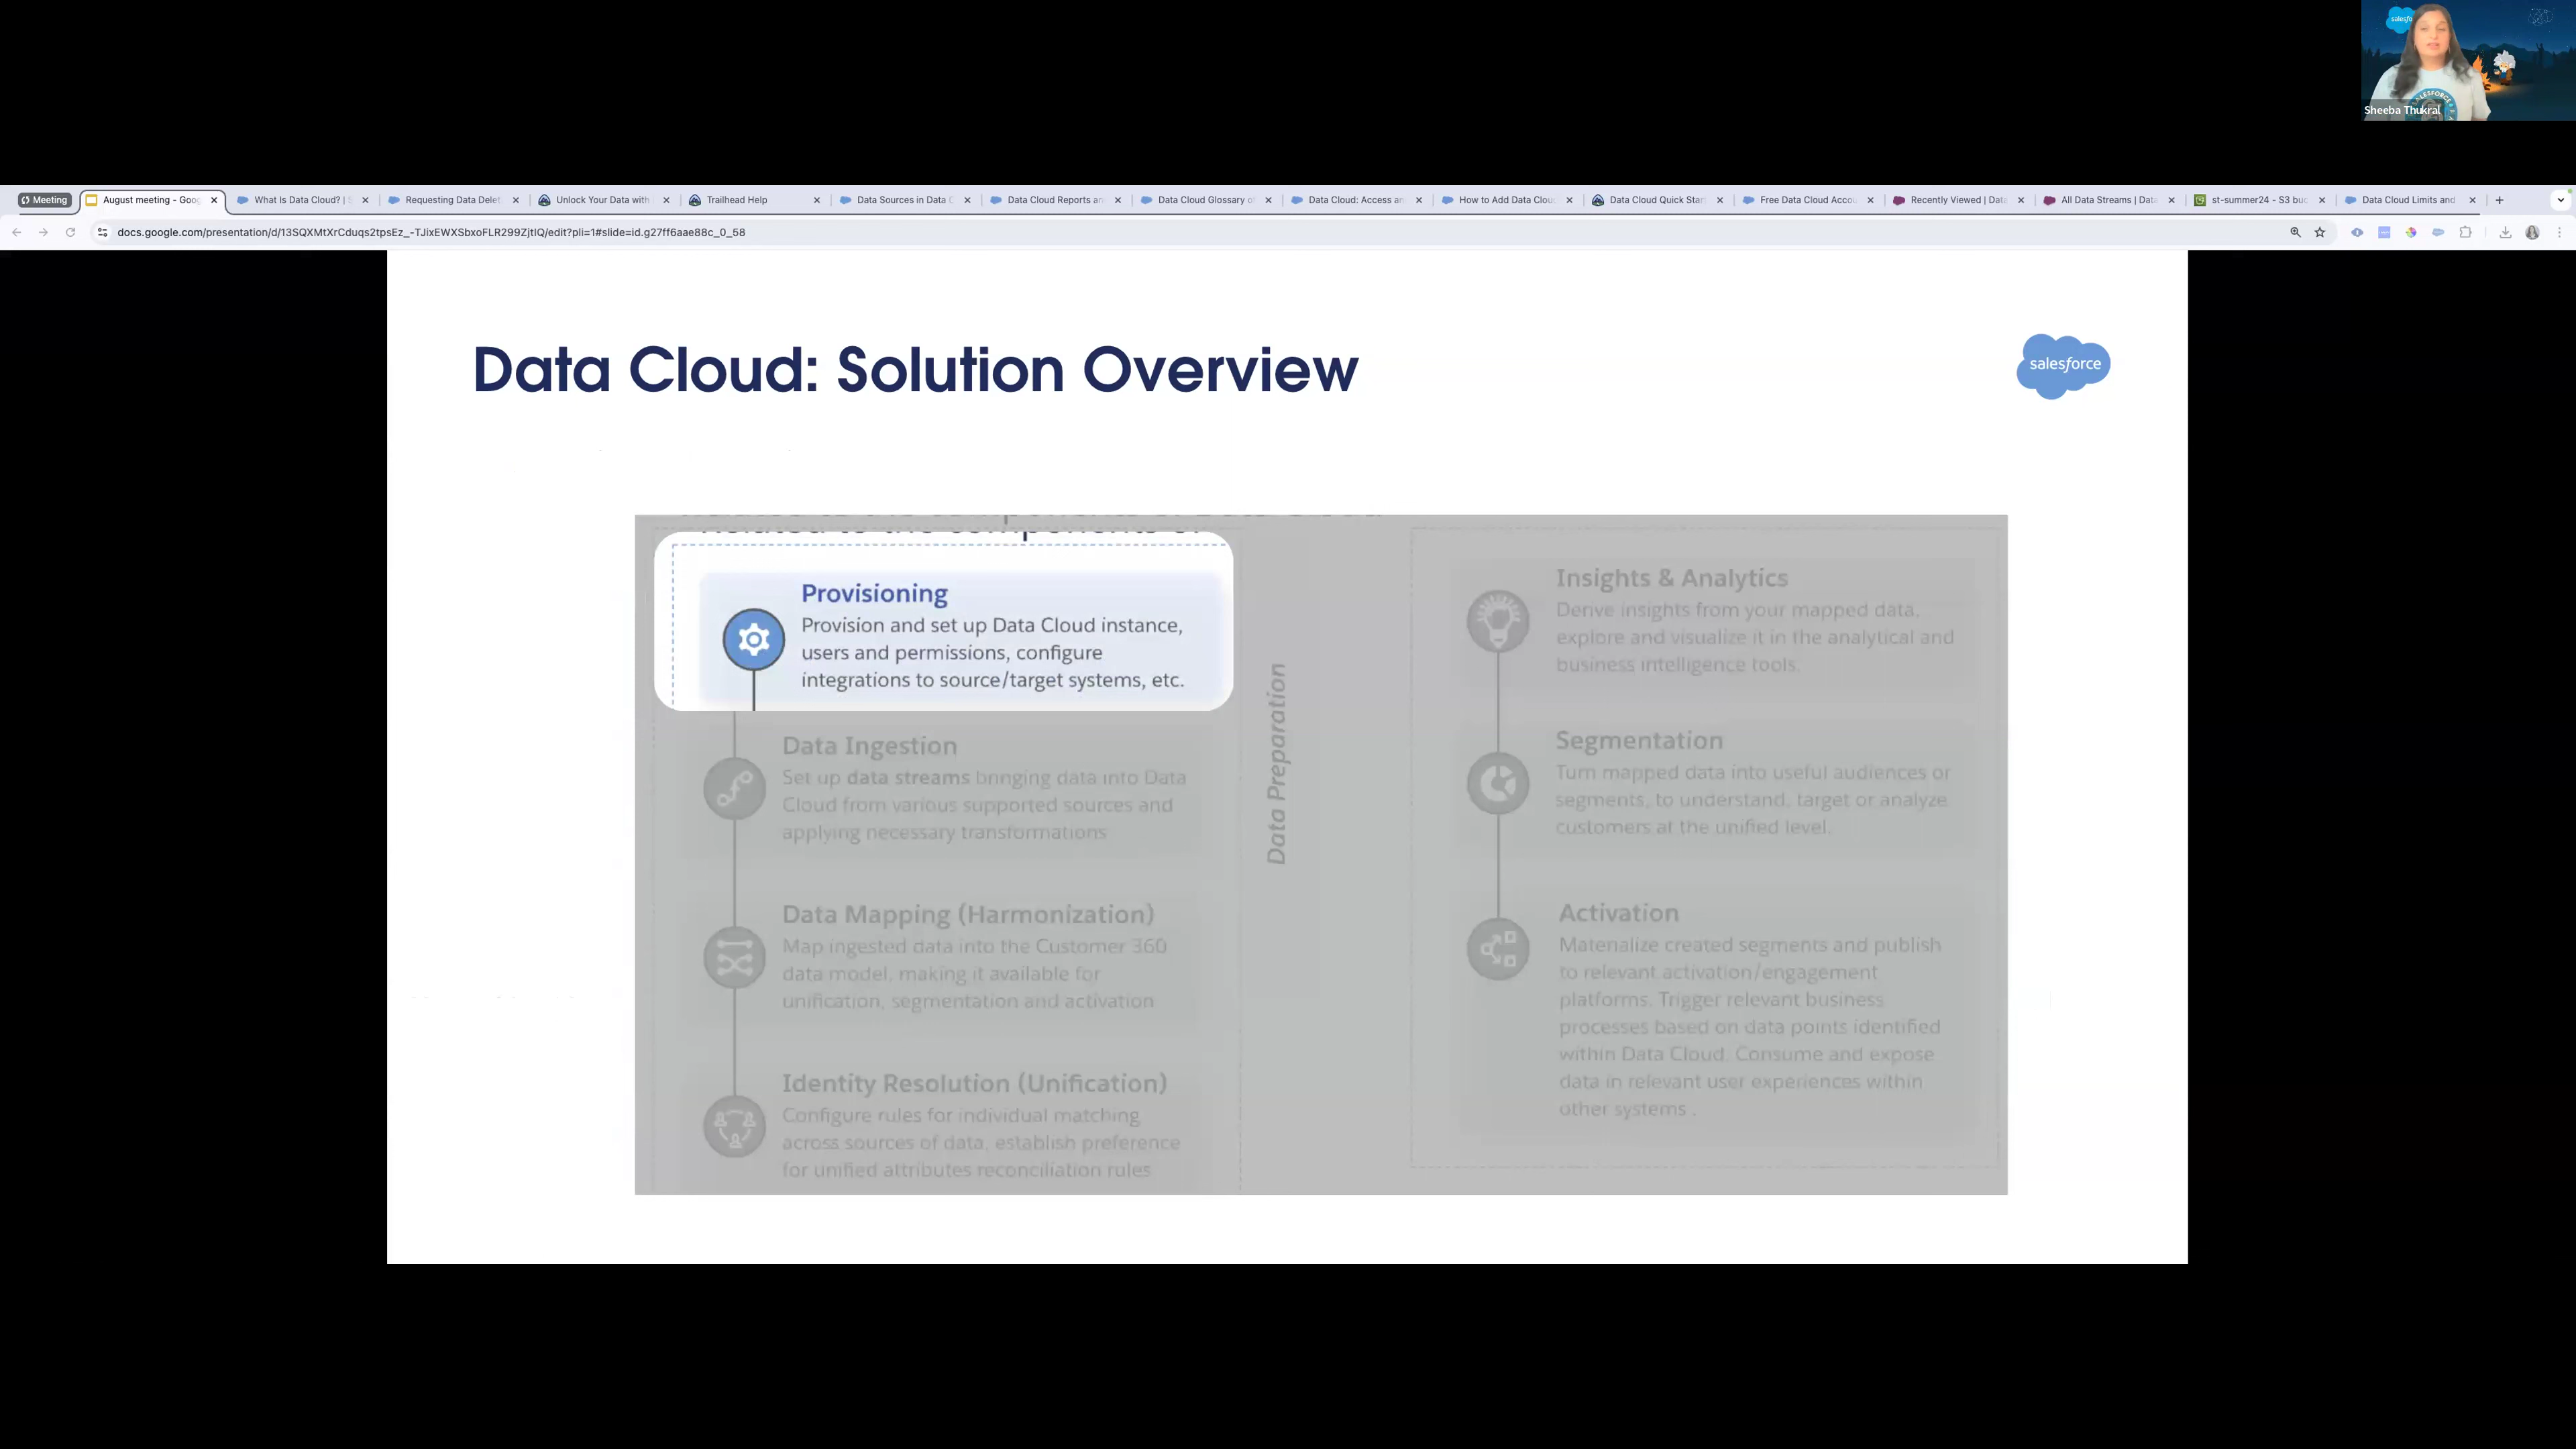 salesfo
Sheeba Thukral
Meeting
August meeting - Goog
What Is Data Cloud? |
Requesting Data Delet
Unlock Your Data with
Trailhead Help
Data Sources in Data C
Data Cloud Reports an
Data Cloud Glossary of
Data Cloud: Access an
How to Add Data Clou
Data Cloud Quick Star
Free Data Cloud Accou
Recently Viewed | Data
All Data Streams | Data
st-summer24 - S3 buc
Data Cloud Limits and
docs.google.com/presentation/d/13SQXMtXrCduqs2tpsEz_-TJixEWXSbxoFLR299ZjtIQ/edit?pli=1#slide=id.g27ff6aae88c_0_58
Data Cloud: Solution Overview
salesforce
Provisioning
Provision and set up Data Cloud instance,
users and permissions, configure
integrations to source/target systems, etc.
Data Ingestion
Set up data streams bringing data into Data
Cloud from various supported sources and
applying necessary transformations
Data Mapping (Harmonization)
Map ingested data into the Customer 360
data model, making it available for
unification, segmentation and activation
Identity Resolution (Unification)
Configure rules for individual matching
across sources of data, establish preference
for unified attributes reconciliation rules
Data Preparation
Insights & Analytics
Derive insights from your mapped data,
explore and visualize it in the analytical and
business intelligence tools.
Segmentation
Turn mapped data into useful audiences or
segments, to understand, target or analyze
customers at the unified level.
Activation
Materialize created segments and publish
to relevant activation/engagement
platforms. Trigger relevant business
processes based on data points identified
within Data Cloud. Consume and expose
data in relevant user experiences within
other systems .